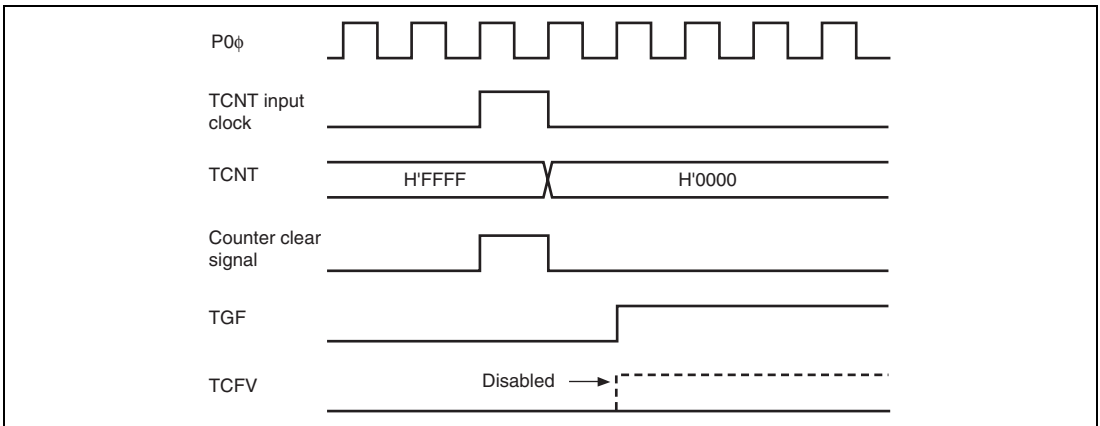 P0ϕ
TCNT input
clock
TCNT
H'FFFF
H'0000
Counter clear
signal
TGF
TCFV
Disabled